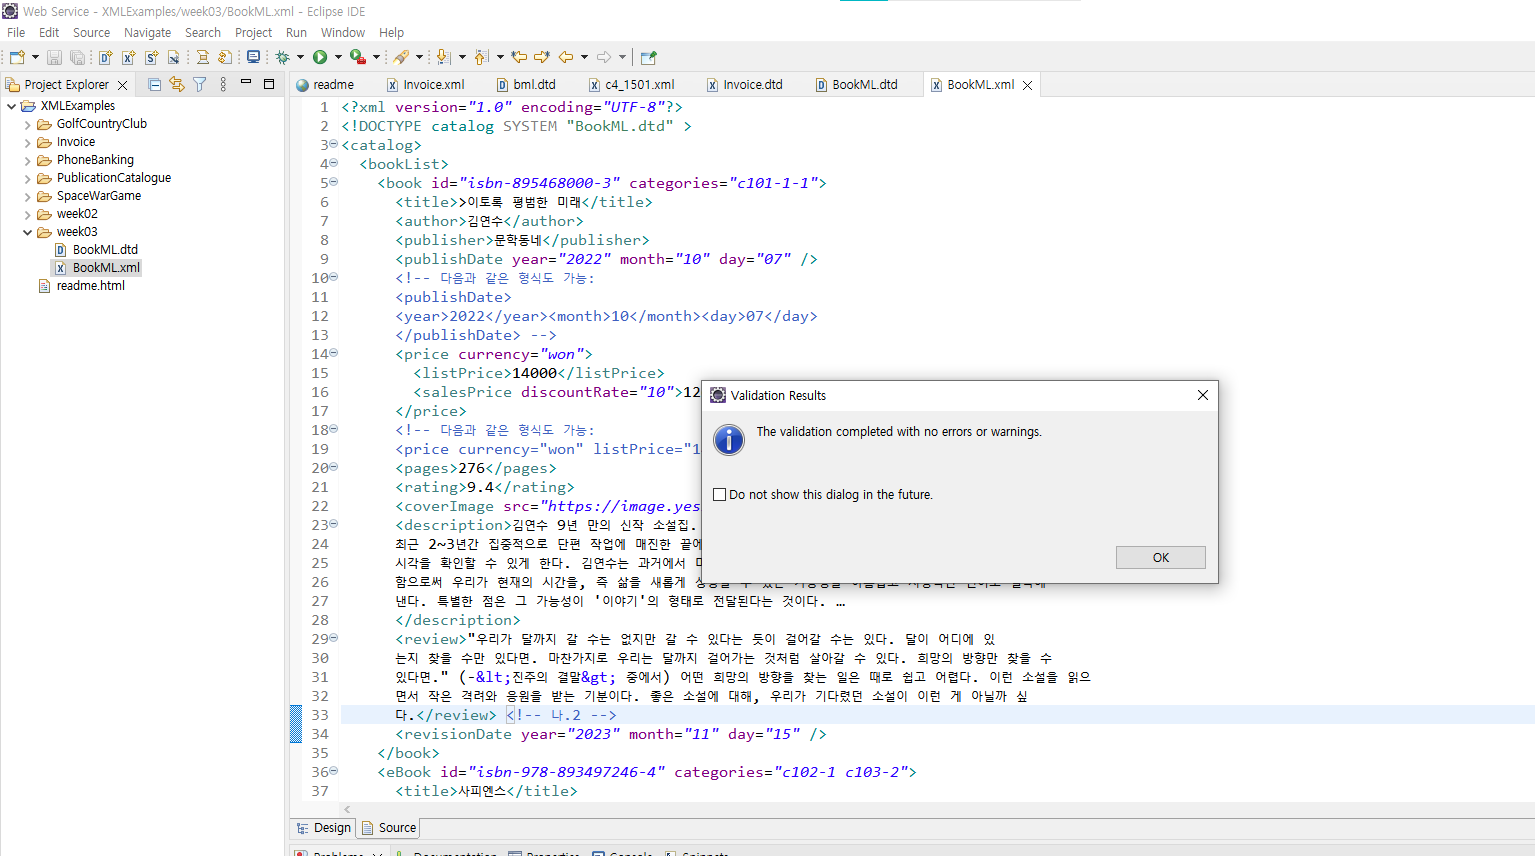 Web Service - XMLExamples/week03/BookML.xml - Eclipse IDE
File Edit Source Navigate Search Project Run Window Help
Project Explorer
readme Invoice.xml bml.dtd c4_1501.xml Invoice.dtd BookML.dtd BookML.xml
XMLExamples
GolfCountryClub
Invoice
PhoneBanking
PublicationCatalogue
SpaceWarGame
week02
week03
BookML.dtd
BookML.xml
readme.html
1 <?xml version="1.0" encoding="UTF-8"?>
2 <!DOCTYPE catalog SYSTEM "BookML.dtd" >
3 <catalog>
4 <bookList>
5 <book id="isbn-895468000-3" categories="c101-1-1">
6 <title>>이토록 평범한 미래</title>
7 <author>김연수</author>
8 <publisher>문학동네</publisher>
9 <publishDate year="2022" month="10" day="07" />
10 <!-- 다음과 같은 형식도 가능:
11 <publishDate>
12 <year>2022</year><month>10</month><day>07</day>
13 </publishDate> -->
14 <price currency="won">
15 <listPrice>14000</listPrice>
16 <salesPrice discountRate="10">12
17 </price>
18 <!-- 다음과 같은 형식도 가능:
19 <price currency="won" listPrice="1
20 <pages>276</pages>
21 <rating>9.4</rating>
22 <coverImage src="https://image.yes
23 <description>김연수 9년 만의 신작 소설집.
24 최근 2~3년간 집중적으로 단편 작업에 매진한 끝에
25 시각을 확인할 수 있게 한다. 김연수는 과거에서
26 함으로써 우리가 현재의 시간을, 즉 삶을 새롭게
27 낸다. 특별한 점은 그 가능성이 '이야기'의 형태로 전달된다는 것이다. …
28 </description>
29 <review>"우리가 달까지 갈 수는 없지만 갈 수 있다는 듯이 걸어갈 수는 있다. 달이 어디에 있
30 는지 찾을 수만 있다면. 마찬가지로 우리는 달까지 걸어가는 것처럼 살아갈 수 있다. 희망의 방향만 찾을 수
31 있다면." (-&lt;진주의 결말&gt; 중에서) 어떤 희망의 방향을 찾는 일은 때로 쉽고 어렵다. 이런 소설을 읽으
32 면서 작은 격려와 응원을 받는 기분이다. 좋은 소설에 대해, 우리가 기다렸던 소설이 이런 게 아닐까 싶
33 다.</review> <!-- 나.2 -->
34 <revisionDate year="2023" month="11" day="15" />
35 </book>
36 <eBook id="isbn-978-893497246-4" categories="c102-1 c103-2">
37 <title>사피엔스</title>
Validation Results
The validation completed with no errors or warnings.
Do not show this dialog in the future.
OK
Design Source
Problems Documentation Properties Console Snippets